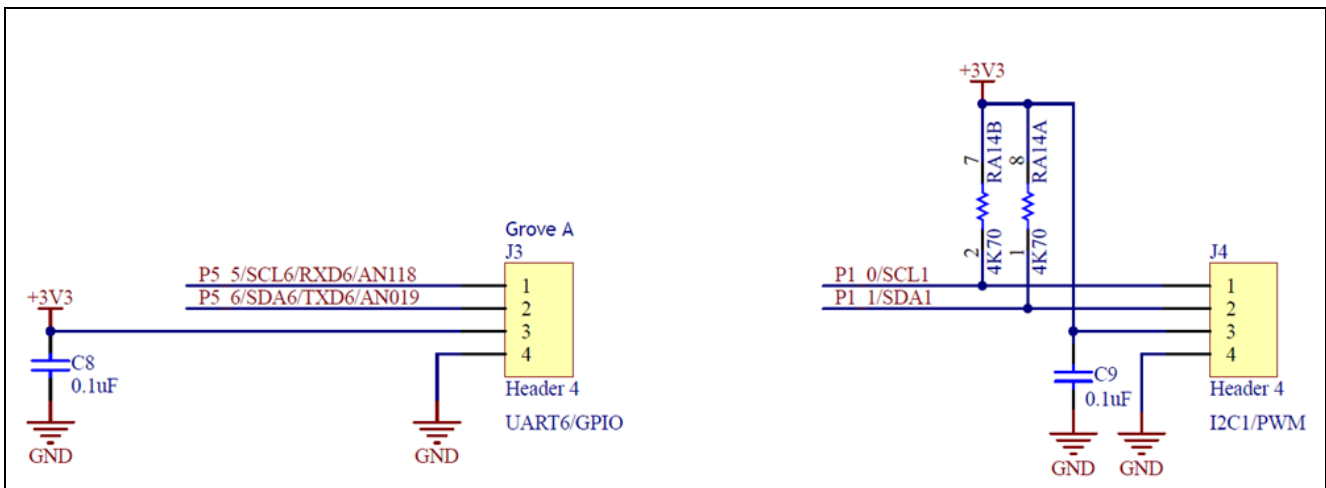 Grove A
J3
P5_5/SCL6/RXD6/AN118
1
P5_6/SDA6/TXD6/AN019
2
+3V3
3
4
C8
0.1uF
Header 4
UART6/GPIO
GND
GND
+3V3
7
RA14B
8
RA14A
2
4K70
1
4K70
J4
P1_0/SCL1
1
P1_1/SDA1
2
3
4
C9
0.1uF
Header 4
I2C1/PWM
GND
GND